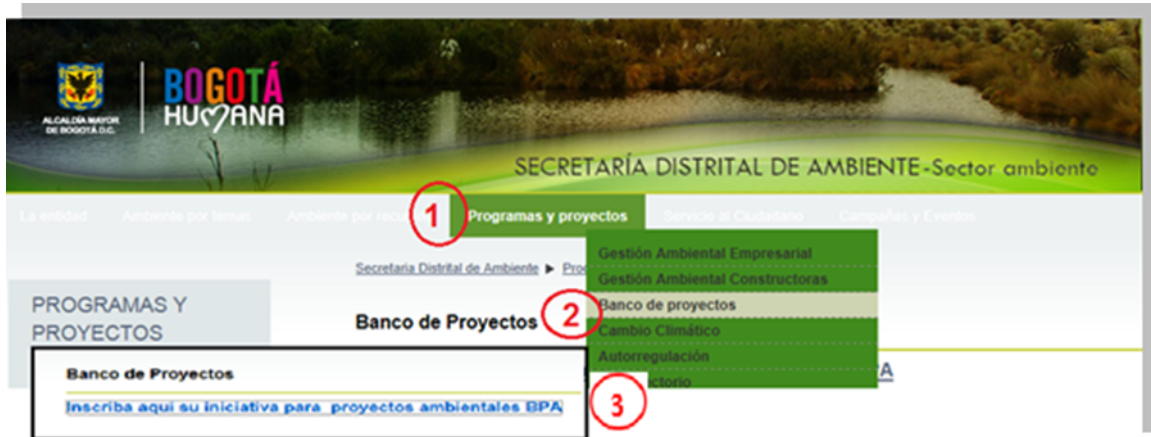 ALCALDÍA MAYOR
DE BOGOTÁ D.C.
BOGOTÁ
HUMANA
SECRETARÍA DISTRITAL DE AMBIENTE-Sector ambiente
La entidad Ambiente por temas Ambiente por 1 Programas y proyectos Servicio al Ciudadano Campañas y Eventos
Gestión Ambiental Empresarial
Secretaria Distrital de Ambiente ▶
Gestión Ambiental Constructoras
PROGRAMAS Y
PROYECTOS
Banco de Proyectos 2 Banco de proyectos
Cambio Climático
Autorregulación
Banco de Proyectos
Inscriba aqui su iniciativa para proyectos ambientales BPA 3